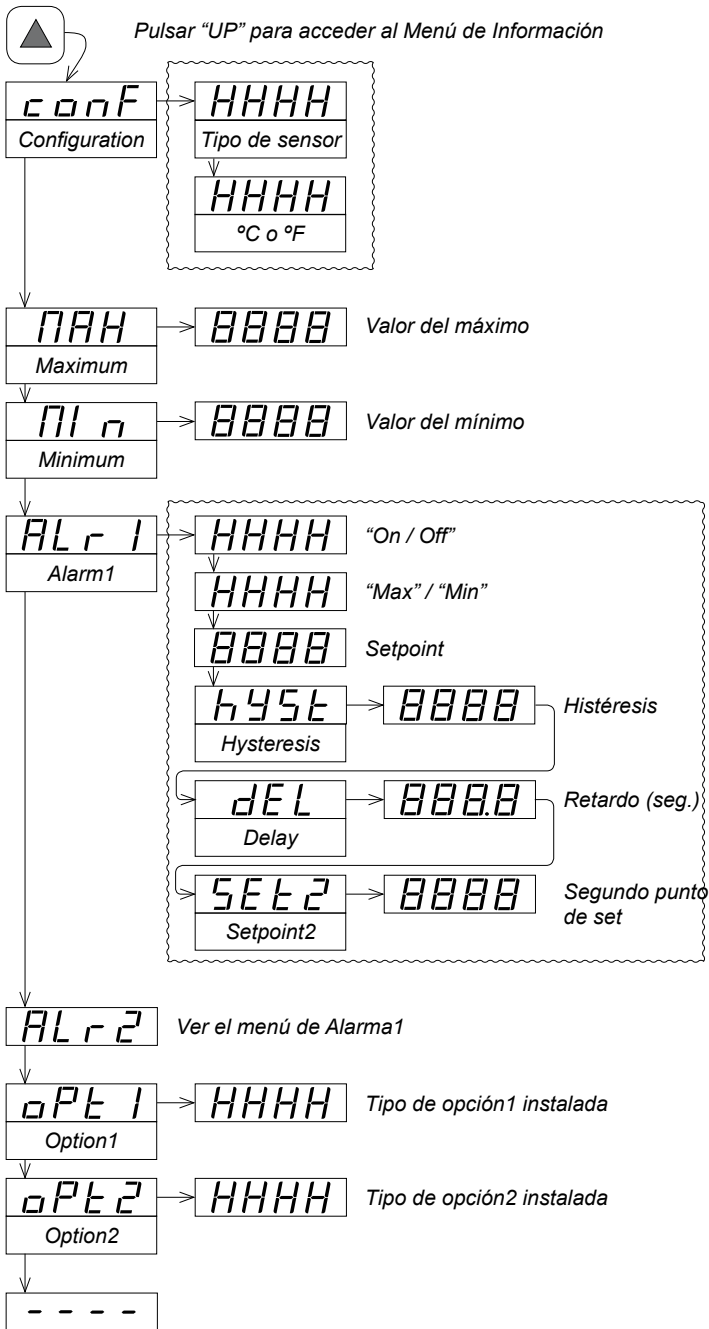 Pulsar “UP” para acceder al Menú de Información
conF
HHHH
Configuration
Tipo de sensor
HHHH
ºC o ºF
MAH
8888
Valor del máximo
Maximum
MIn
8888
Valor del mínimo
Minimum
ALr1
HHHH
“On / Off”
Alarm1
HHHH
“Max” / “Min”
8888
Setpoint
hYSt
8888
Histéresis
Hysteresis
dEL
888.8
Retardo (seg.)
Delay
SEt2
8888
Segundo punto
de set
Setpoint2
ALr2
Ver el menú de Alarma1
oPt1
HHHH
Tipo de opción1 instalada
Option1
oPt2
HHHH
Tipo de opción2 instalada
Option2
----